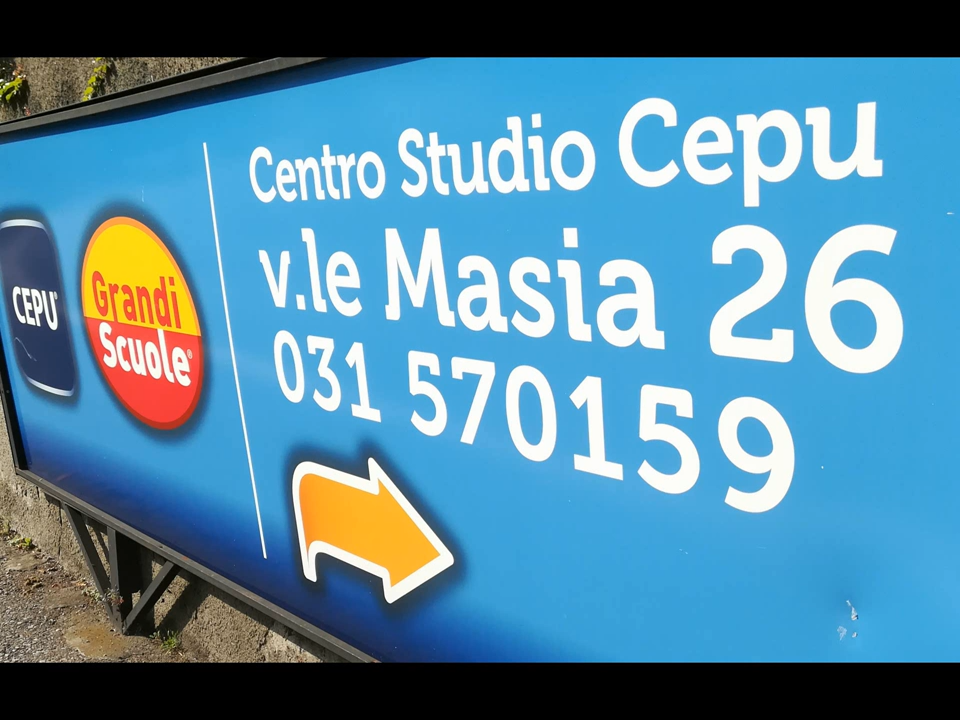 CEPU®
Grandi
Scuole®
Centro Studio Cepu
v.le Masia 26
031 570159